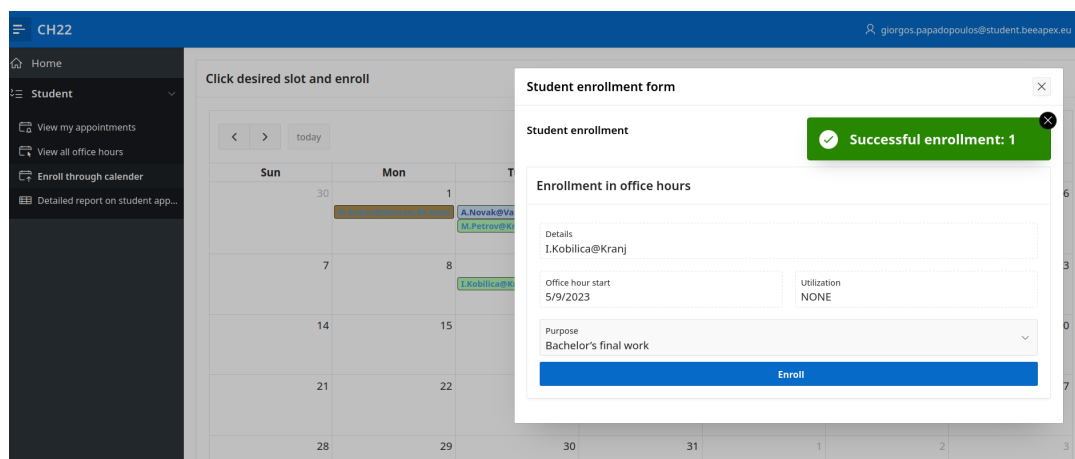 CH22
giorgos.papadopoulos@student.beeapex.eu
Home
Student
View my appointments
View all office hours
Enroll through calender
Detailed report on student app...
Click desired slot and enroll
today
Sun Mon
30 1 6
A.Novak@Va
M.Petrov@Kr
7 8 3
I.Kobilica@Kr
14 15 0
21 22 7
28 29 30 31 1 2 3
Student enrollment form
Student enrollment
Successful enrollment: 1
Enrollment in office hours
Details
I.Kobilica@Kranj
Office hour start Utilization
5/9/2023 NONE
Purpose
Bachelor's final work
Enroll